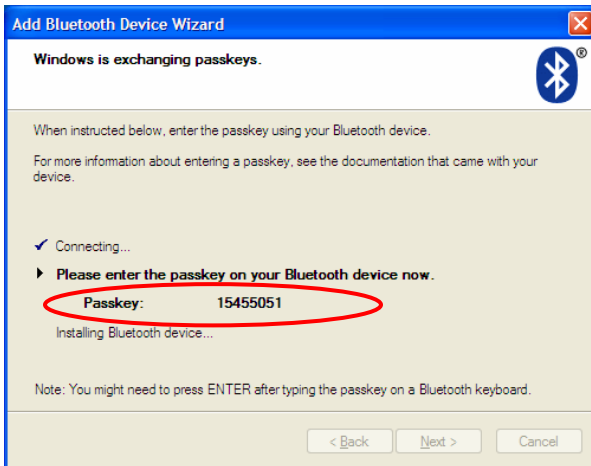 Add Bluetooth Device Wizard
Windows is exchanging passkeys.
®
When instructed below, enter the passkey using your Bluetooth device.
For more information about entering a passkey, see the documentation that came with your
device.
Connecting...
Please enter the passkey on your Bluetooth device now.
Passkey: 15455051
Installing Bluetooth device...
Note: You might need to press ENTER after typing the passkey on a Bluetooth keyboard.
< Back Next > Cancel